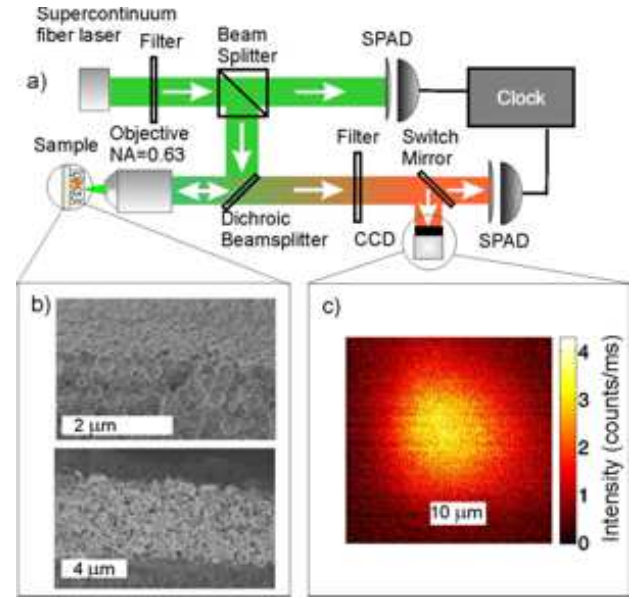 Supercontinuum
fiber laser
Filter
Beam
Splitter
SPAD
a)
Clock
Sample
Objective
NA=0.63
Filter
Switch
Mirror
Dichroic
Beamsplitter
CCD
SPAD
b)
2 μm
4 μm
c)
10 μm
4
3
2
1
0
Intensity (counts/ms)